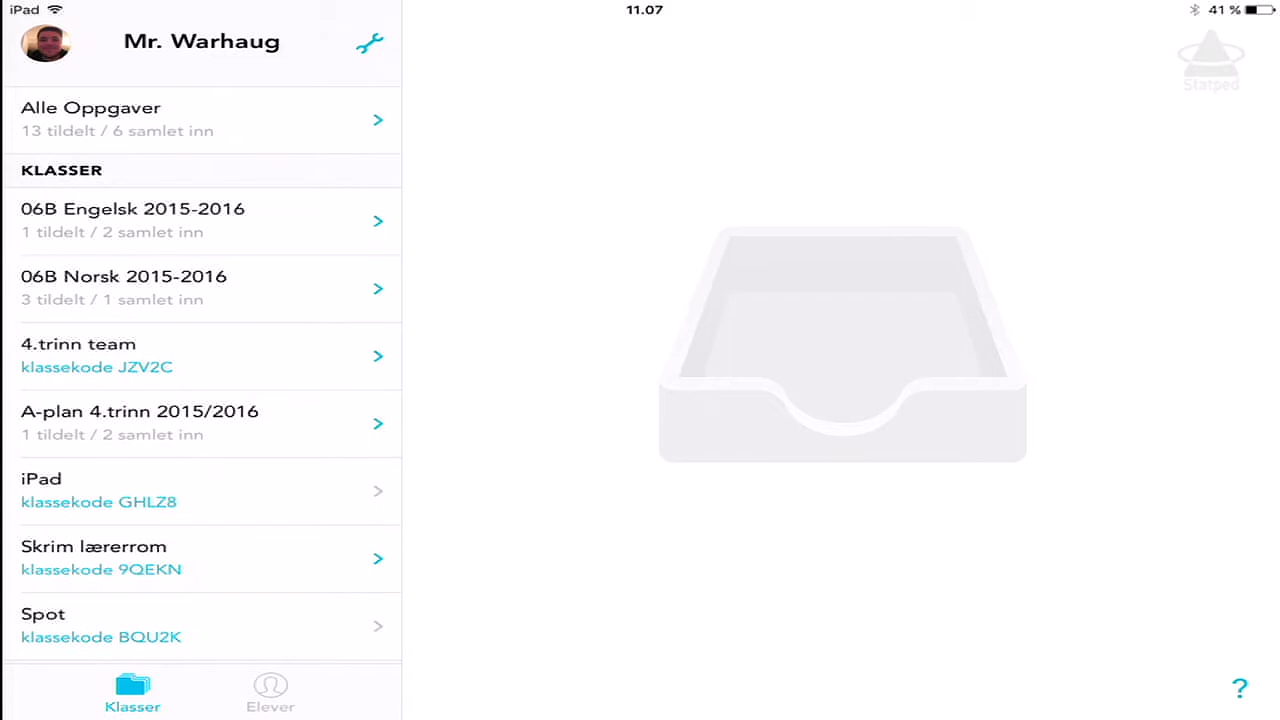 iPad 11.07 41 %
Mr. Warhaug
Statped
Alle Oppgaver
13 tildelt / 6 samlet inn
KLASSER
06B Engelsk 2015-2016
1 tildelt / 2 samlet inn
06B Norsk 2015-2016
3 tildelt / 1 samlet inn
4.trinn team
klassekode JZV2C
A-plan 4.trinn 2015/2016
1 tildelt / 2 samlet inn
iPad
klassekode GHLZ8
Skrim lærerrom
klassekode 9QEKN
Spot
klassekode BQU2K
Klasser Elever
?